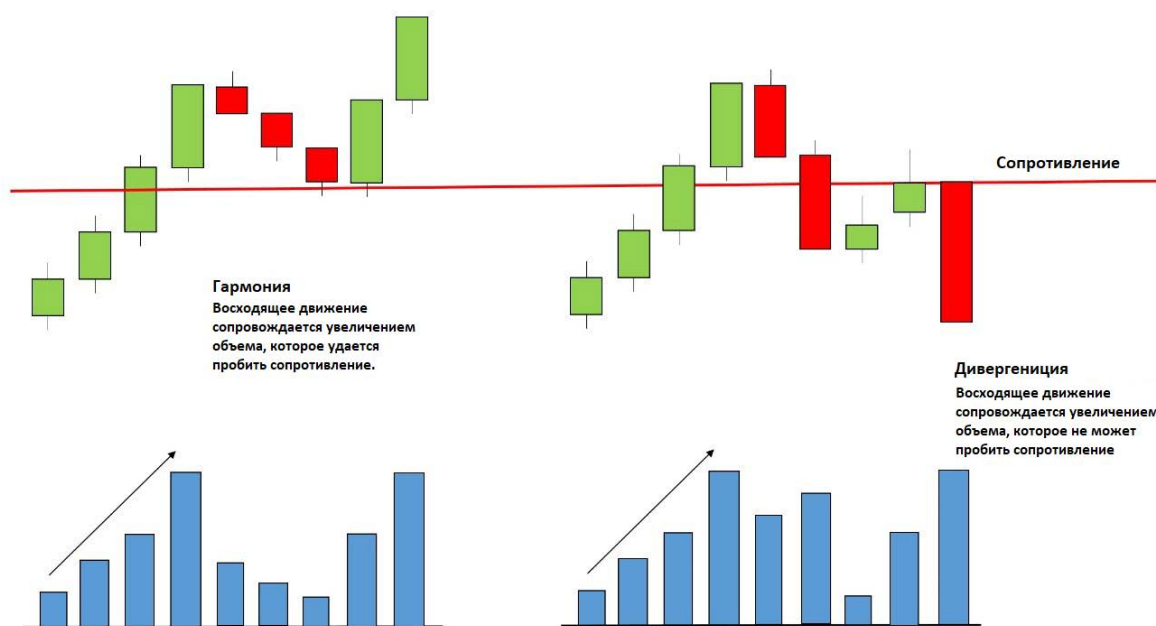 Сопротивление
Гармония
Восходящее движение
сопровождается увеличением
объема, которое удается
пробить сопротивление.
Дивергениция
Восходящее движение
сопровождается увеличением
объема, которое не может
пробить сопротивление